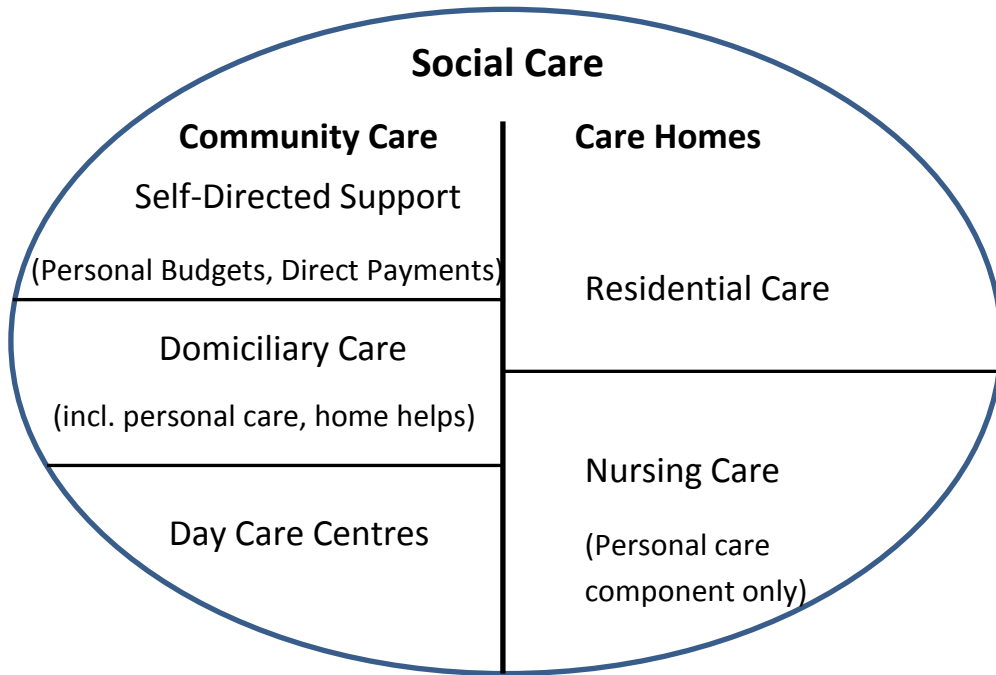 Social Care
Community Care
Self-Directed Support
(Personal Budgets, Direct Payments)
Domiciliary Care
(incl. personal care, home helps)
Day Care Centres
Care Homes
Residential Care
Nursing Care
(Personal care
component only)